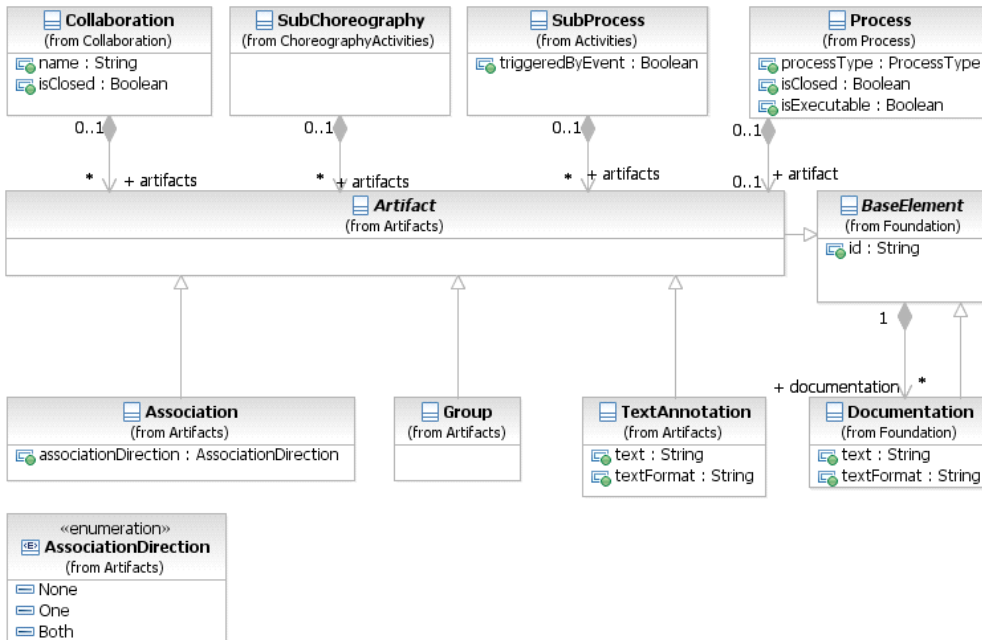 Collaboration
(from Collaboration)
name : String
isClosed : Boolean
SubChoreography
(from ChoreographyActivities)
SubProcess
(from Activities)
triggeredByEvent : Boolean
Process
(from Process)
processType : ProcessType
isClosed : Boolean
isExecutable : Boolean
0..1
0..1
0..1
0..1
* + artifacts
* + artifacts
* + artifacts
0..1 + artifact
Artifact
(from Artifacts)
BaseElement
(from Foundation)
id : String
1
+ documentation *
Association
(from Artifacts)
associationDirection : AssociationDirection
Group
(from Artifacts)
TextAnnotation
(from Artifacts)
text : String
textFormat : String
Documentation
(from Foundation)
text : String
textFormat : String
«enumeration»
AssociationDirection
(from Artifacts)
None
One
Both